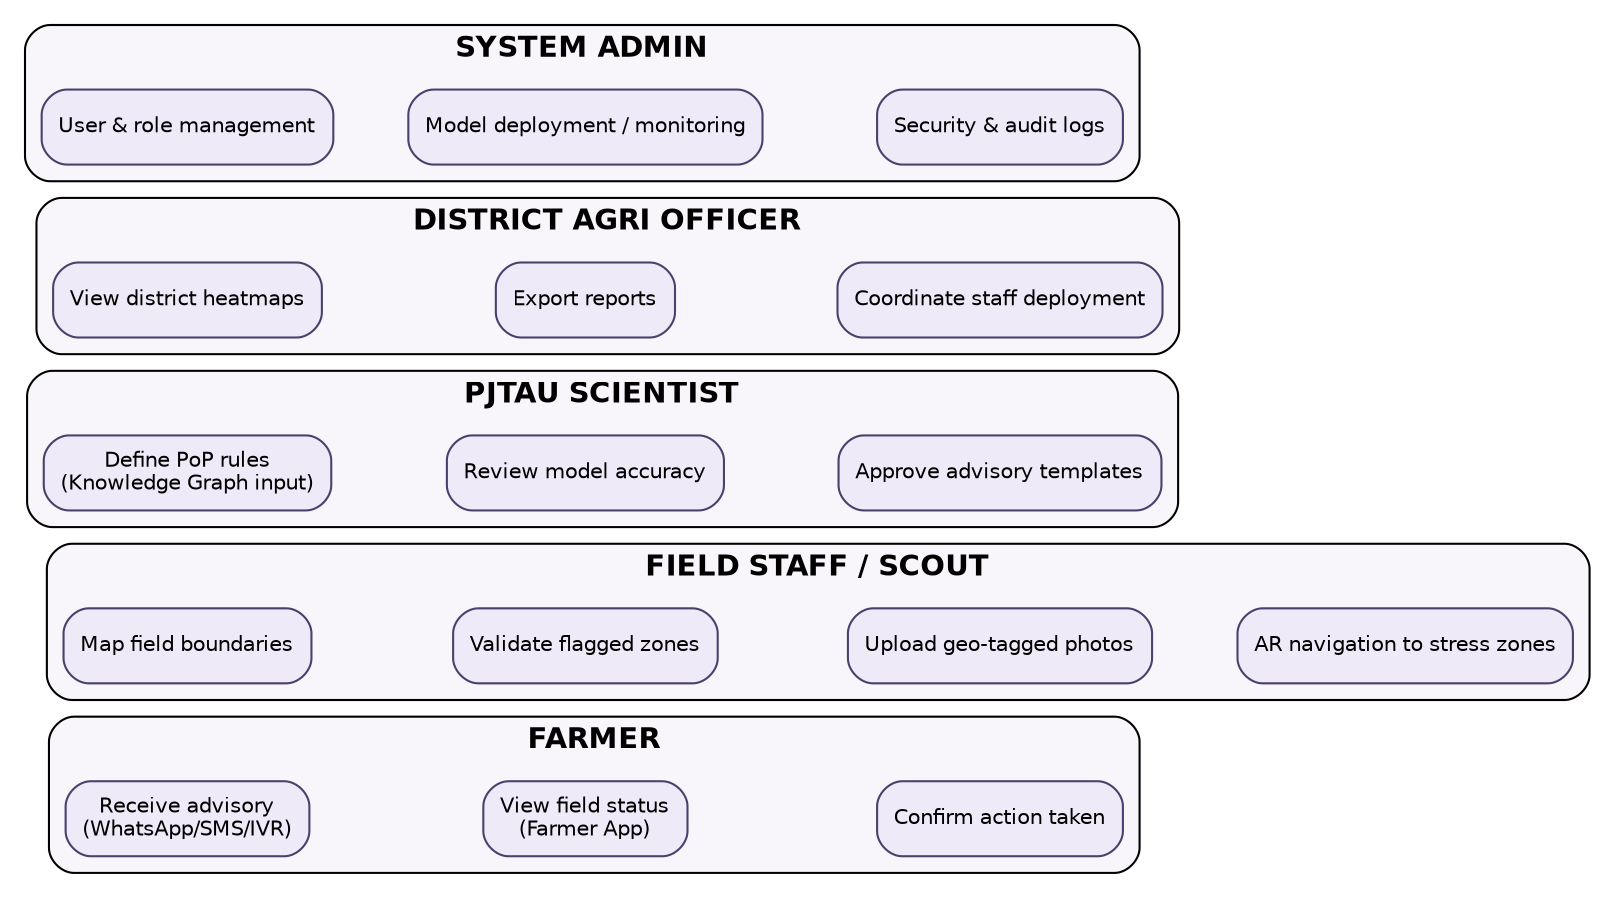 SYSTEM ADMIN
User & role management
Model deployment / monitoring
Security & audit logs
DISTRICT AGRI OFFICER
View district heatmaps
Export reports
Coordinate staff deployment
PJTAU SCIENTIST
Define PoP rules
(Knowledge Graph input)
Review model accuracy
Approve advisory templates
FIELD STAFF / SCOUT
Map field boundaries
Validate flagged zones
Upload geo-tagged photos
AR navigation to stress zones
FARMER
Receive advisory
(WhatsApp/SMS/IVR)
View field status
(Farmer App)
Confirm action taken